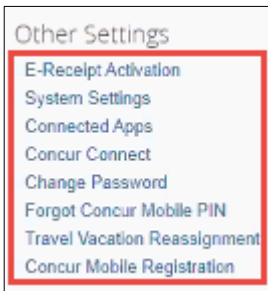 Other Settings
E-Receipt Activation
System Settings
Connected Apps
Concur Connect
Change Password
Forgot Concur Mobile PIN
Travel Vacation Reassignment
Concur Mobile Registration